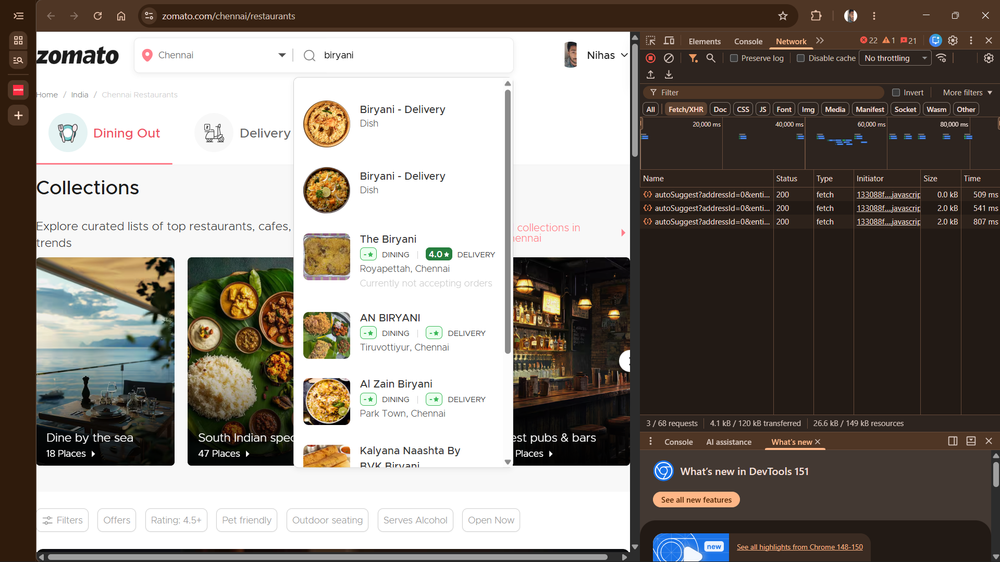 zomato.com/chennai/restaurants
zomato
Chennai
biryani
Nihas
Home / India / Chennai Restaurants
Dining Out
Delivery
Collections
Explore curated lists of top restaurants, cafes,
trends
collections in
ennai
Dine by the sea
18 Places
South Indian spec
47 Places
est pubs & bars
Places
Biryani - Delivery
Dish
Biryani - Delivery
Dish
The Biryani
- DINING | 4.0 DELIVERY
Royapettah, Chennai
Currently not accepting orders
AN BIRYANI
- DINING | - DELIVERY
Tiruvottiyur, Chennai
Al Zain Biryani
- DINING | - DELIVERY
Park Town, Chennai
Kalyana Naashta By
BVK Biryani
Filters
Offers
Rating: 4.5+
Pet friendly
Outdoor seating
Serves Alcohol
Open Now
Elements Console Network 22 1 21
Preserve log Disable cache No throttling
Filter Invert More filters
All Fetch/XHR Doc CSS JS Font Img Media Manifest Socket Wasm Other
20,000 ms 40,000 ms 60,000 ms 80,000 ms
Name Status Type Initiator Size Time
autoSuggest?addressId=0&enti... 200 fetch 133088f....javascrip 0.0 kB 509 ms
autoSuggest?addressId=0&enti... 200 fetch 133088f....javascrip 2.0 kB 541 ms
autoSuggest?addressId=0&enti... 200 fetch 133088f....javascrip 2.0 kB 807 ms
3 / 68 requests 4.1 kB / 120 kB transferred 26.6 kB / 149 kB resources
Console AI assistance What's new
What's new in DevTools 151
See all new features
new
See all highlights from Chrome 148-150